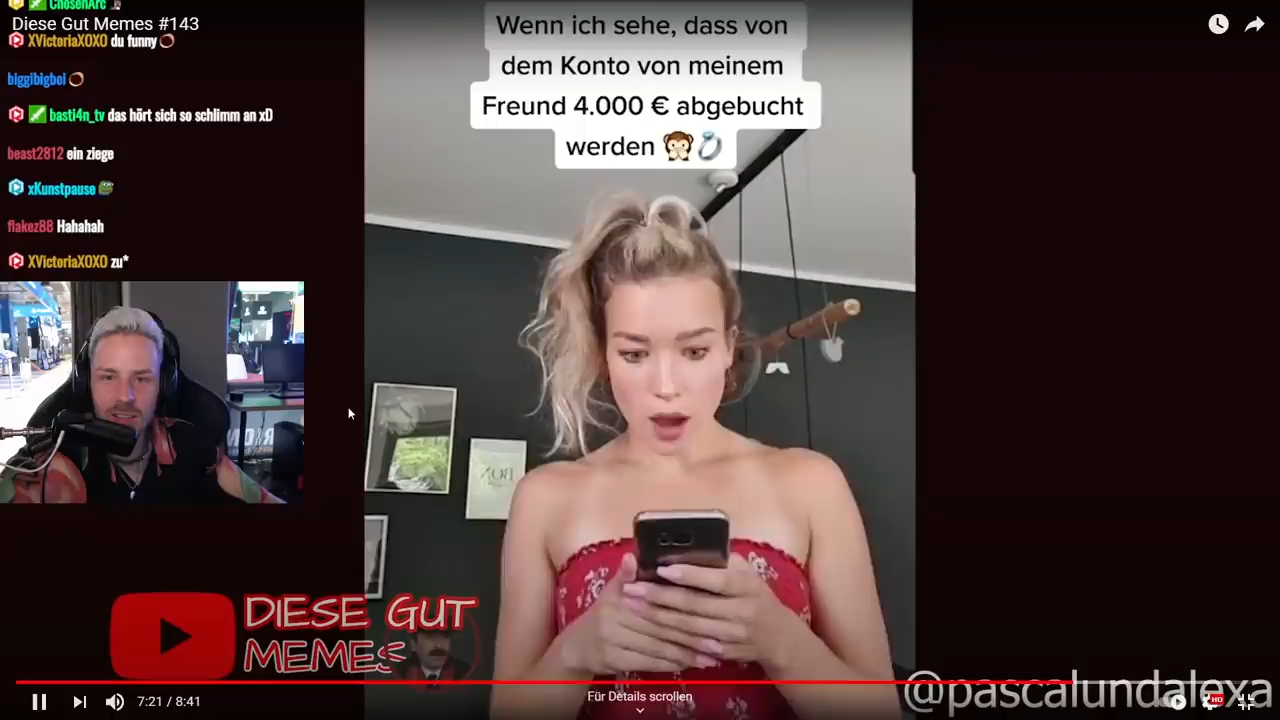 ChosenArc
Diese Gut Memes #143
XVictoriaXOXO du funny
biggibigboi
basti4n_tv das hört sich so schlimm an xD
beast2812 ein ziege
xKunstpause
flakez88 Hahahah
XVictoriaXOXO zu*
Wenn ich sehe, dass von
dem Konto von meinem
Freund 4.000 € abgebucht
werden 🙊💍
DIESE GUT
MEMES
@pascalundalexa
7:21 / 8:41
Für Details scrollen
HD